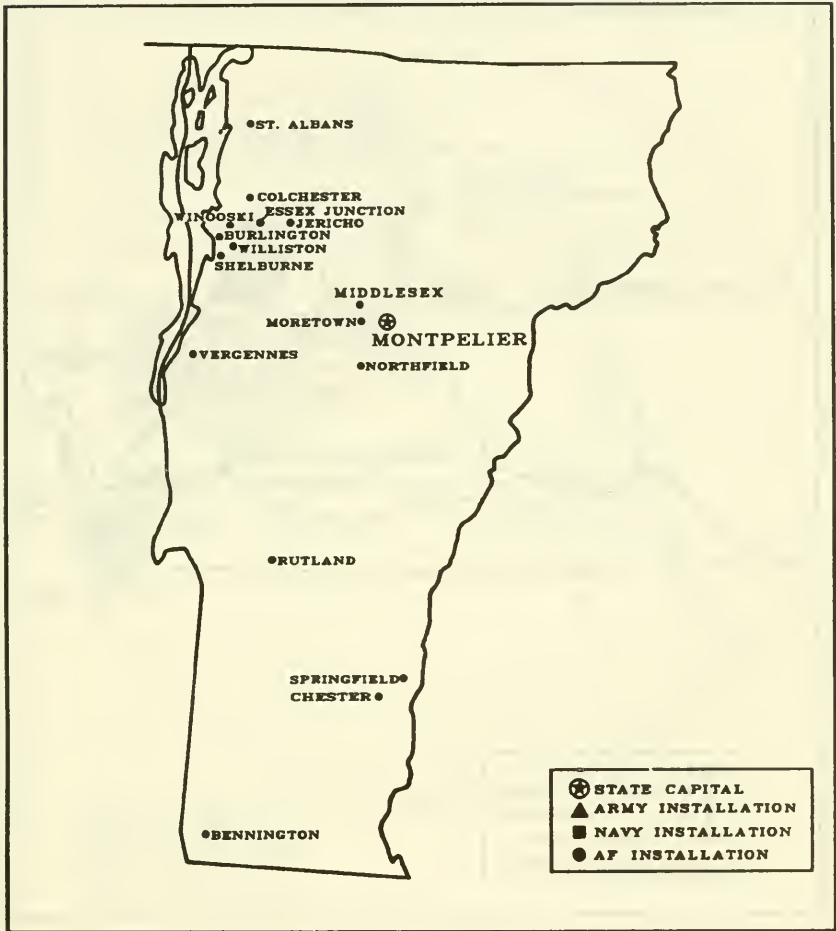 ST. ALBANS
COLCHESTER
ESSEX JUNCTION
WINOOSKI
JERICHO
BURLINGTON
WILLISTON
SHELBURNE
MIDDLESEX
MORETOWN
MONTPELIER
VERGENNES
NORTHFIELD
RUTLAND
SPRINGFIELD
CHESTER
BENNINGTON
STATE CAPITAL
ARMY INSTALLATION
NAVY INSTALLATION
AF INSTALLATION